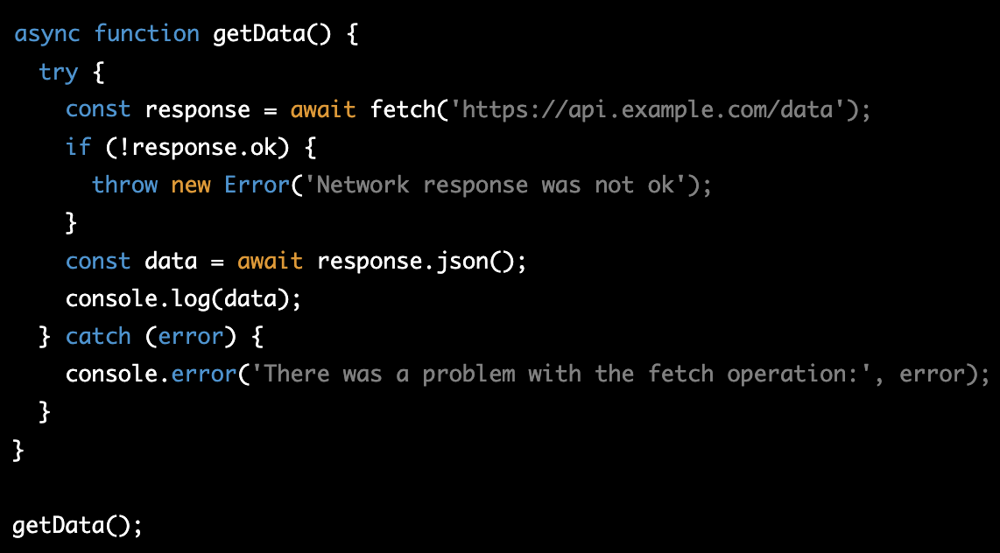 async function getData() {
  try {
    const response = await fetch('https://api.example.com/data');
    if (!response.ok) {
      throw new Error('Network response was not ok');
    }
    const data = await response.json();
    console.log(data);
  } catch (error) {
    console.error('There was a problem with the fetch operation:', error);
  }
}

getData();